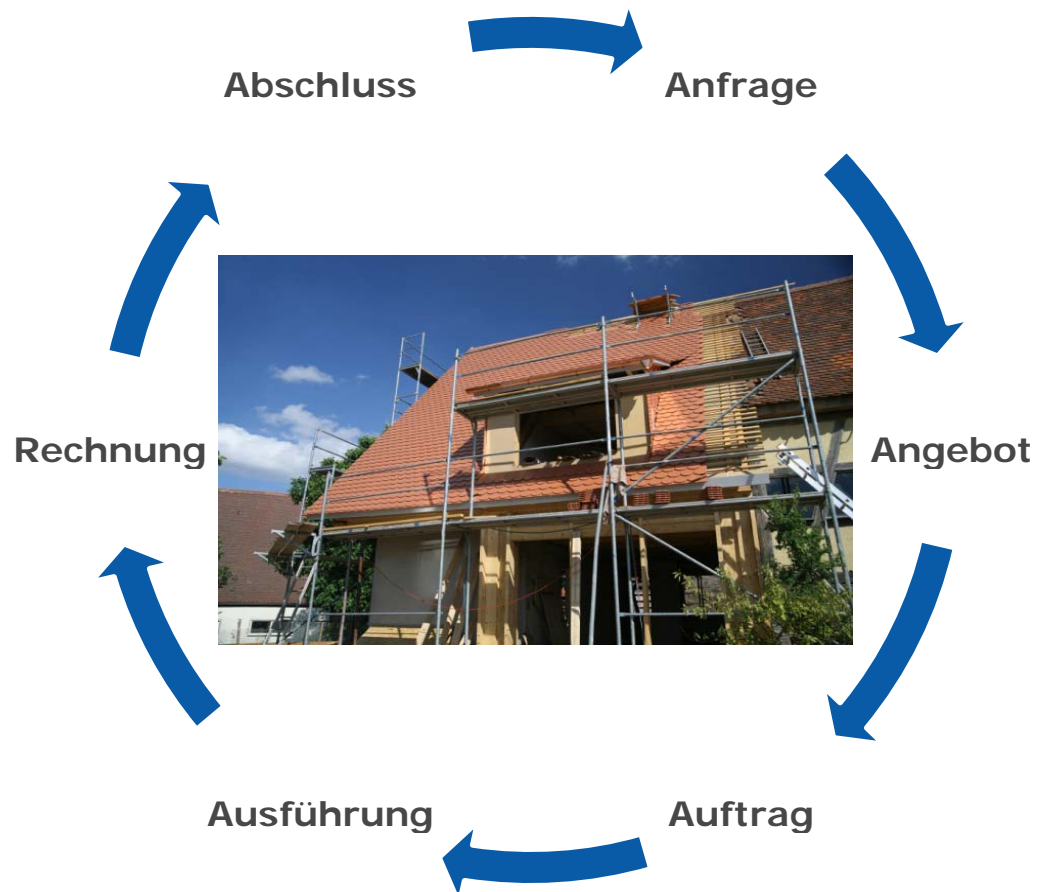 Abschluss
Anfrage
Rechnung
Angebot
Ausführung
Auftrag